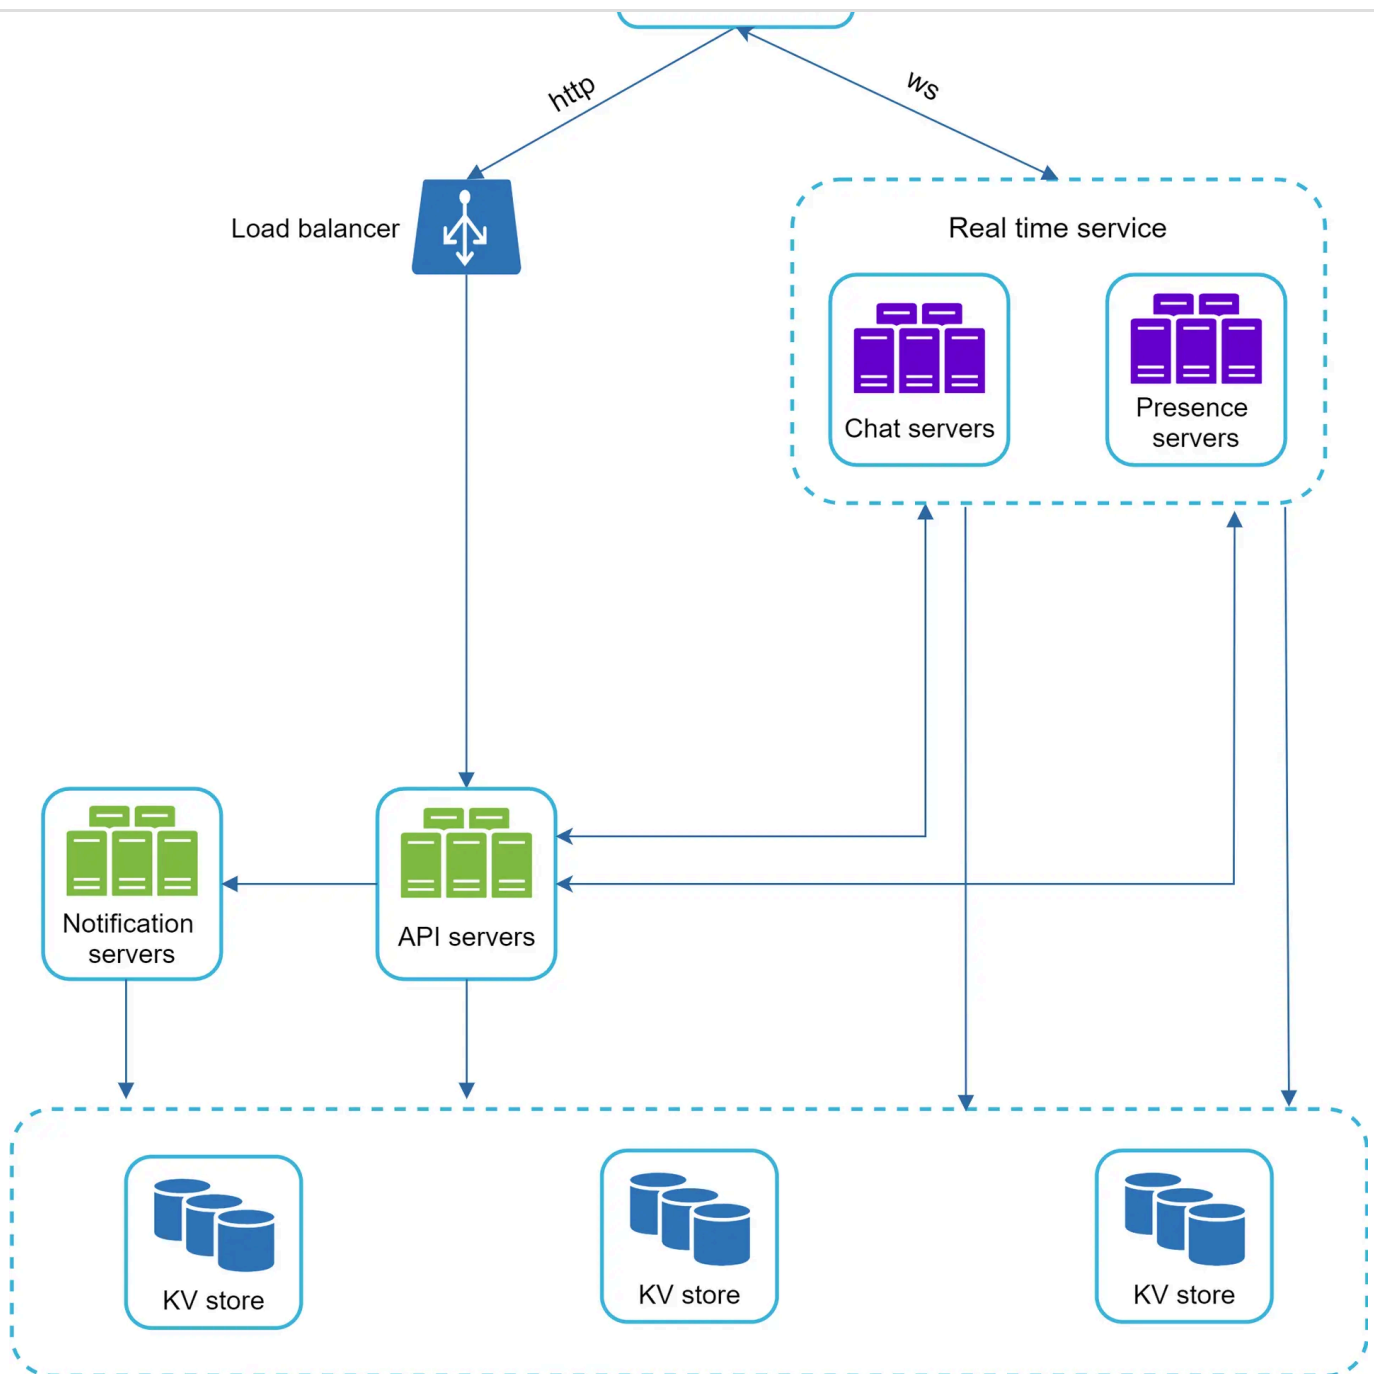 http
ws
Load balancer
Real time service
Chat servers
Presence
servers
Notification
servers
API servers
KV store
KV store
KV store